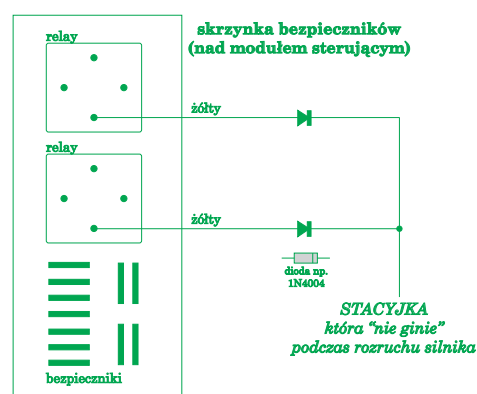 skrzynka bezpieczników
(nad modułem sterującym)
relay
żółty
relay
żółty
dioda np.
1N4004
STACYJKA
która “nie ginie”
podczas rozruchu silnika
bezpieczniki